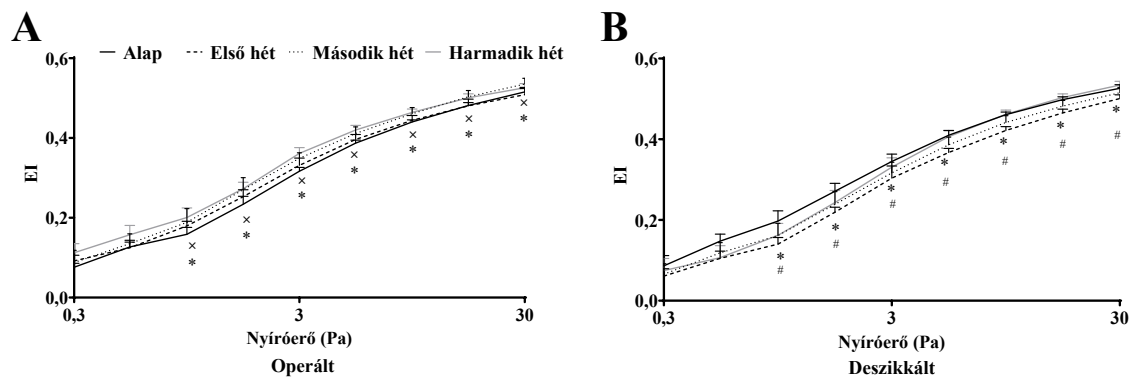 A
B
Alap Első hét Második hét Harmadik hét
0,6
0,4
0,2
0,0
EI
× × × × × × ×
* * * * * * *
0,3 3 30
Nyíróerő (Pa)
Operált
0,6
0,4
0,2
0,0
EI
* * * * * * *
# # # # # # #
0,3 3 30
Nyíróerő (Pa)
Deszikkált